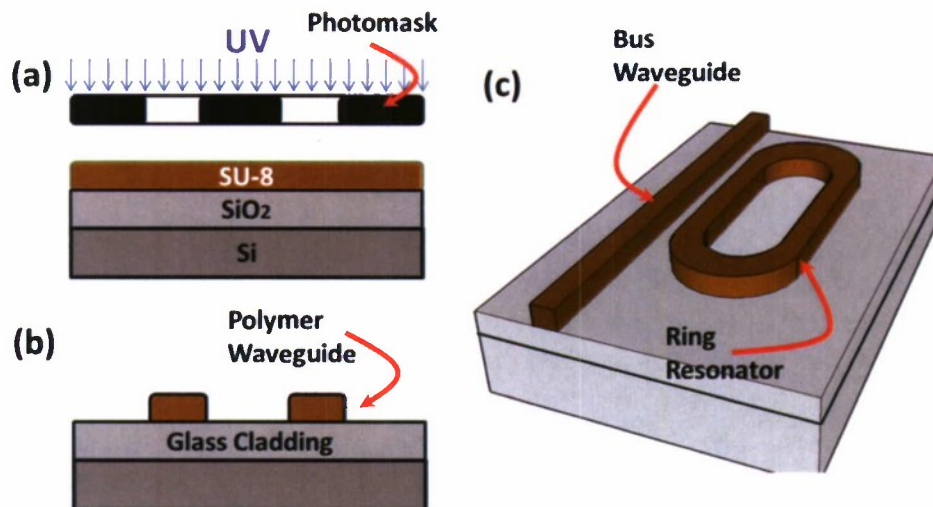 (a)
UV
Photomask
SU-8
SiO2
Si
(b)
Polymer
Waveguide
Glass Cladding
(c)
Bus
Waveguide
Ring
Resonator